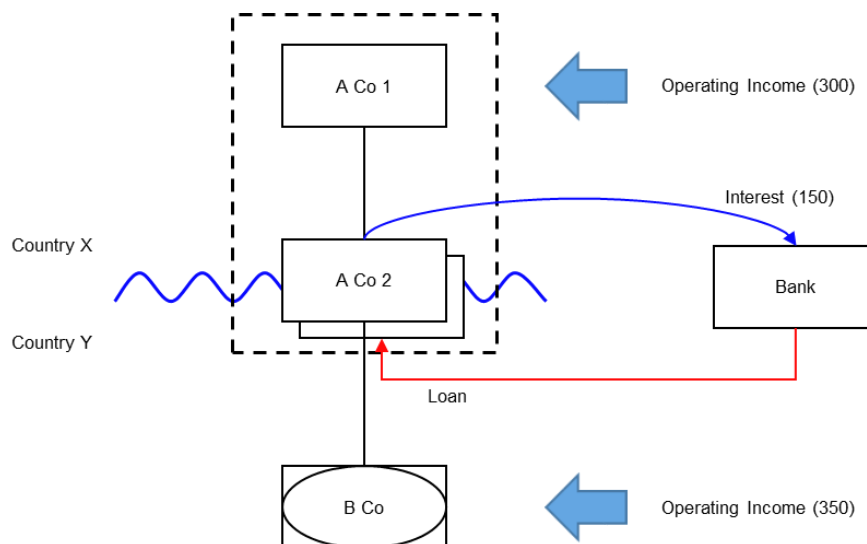 A Co 1
Operating Income (300)
Interest (150)
Country X
A Co 2
Bank
Country Y
Loan
B Co
Operating Income (350)